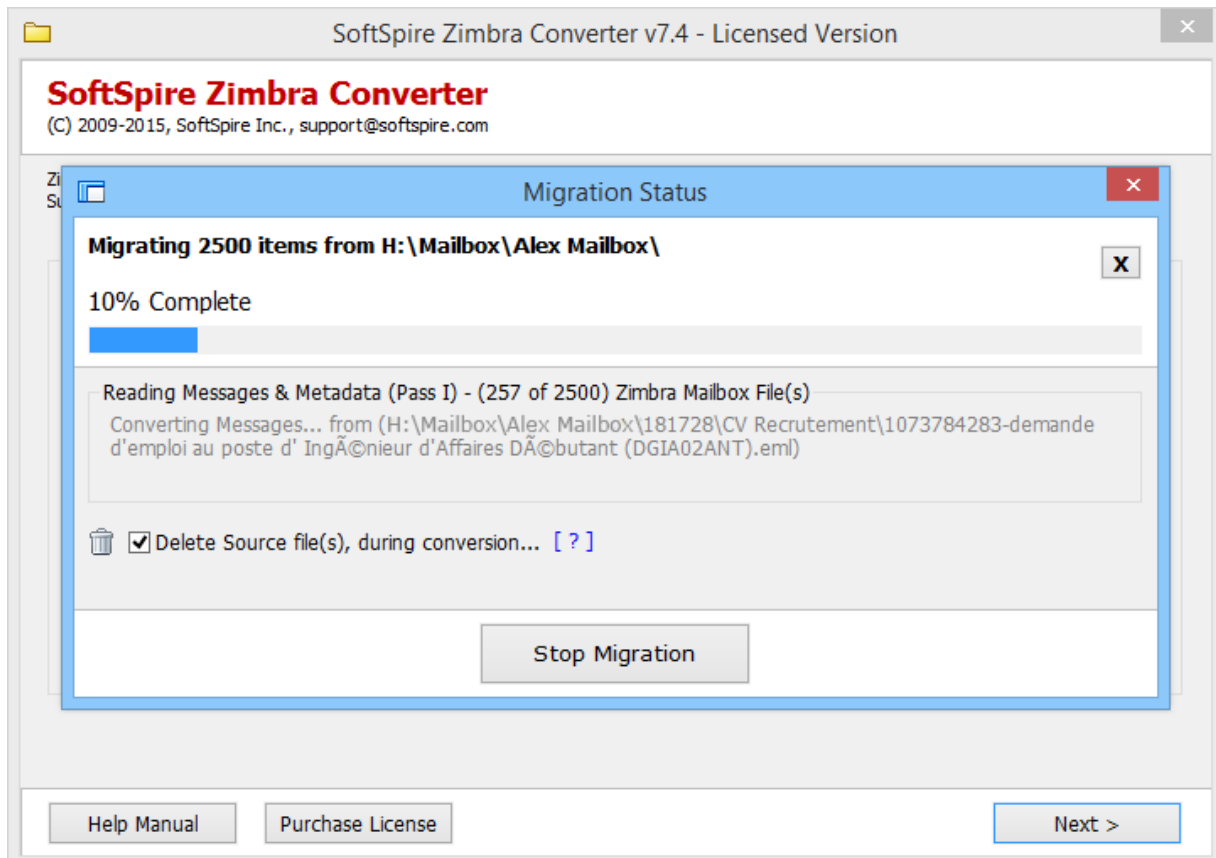 SoftSpire Zimbra Converter v7.4 - Licensed Version
SoftSpire Zimbra Converter
(C) 2009-2015, SoftSpire Inc., support@softspire.com
Migration Status
Migrating 2500 items from H:\Mailbox\Alex Mailbox\
X
10% Complete
Reading Messages & Metadata (Pass I) - (257 of 2500) Zimbra Mailbox File(s)
Converting Messages... from (H:\Mailbox\Alex Mailbox\181728\CV Recrutement\1073784283-demande
d'emploi au poste d' IngÃ©nieur d'Affaires DÃ©butant (DGIA02ANT).eml)
Delete Source file(s), during conversion... [ ? ]
Stop Migration
Help Manual
Purchase License
Next >